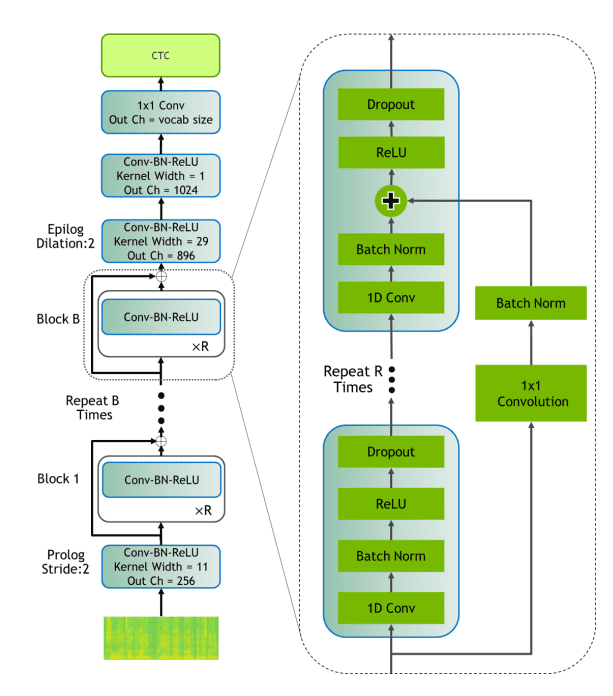 CTC
1x1 Conv
Out Ch = vocab size
Conv-BN-ReLU
Kernel Width = 1
Out Ch = 1024
Epilog
Dilation:2
Conv-BN-ReLU
Kernel Width = 29
Out Ch = 896
Block B
Conv-BN-ReLU
×R
Repeat B
Times
Block 1
Conv-BN-ReLU
×R
Prolog
Stride:2
Conv-BN-ReLU
Kernel Width = 11
Out Ch = 256
Dropout
ReLU
+
Batch Norm
1D Conv
Batch Norm
1x1
Convolution
Repeat R
Times
Dropout
ReLU
Batch Norm
1D Conv